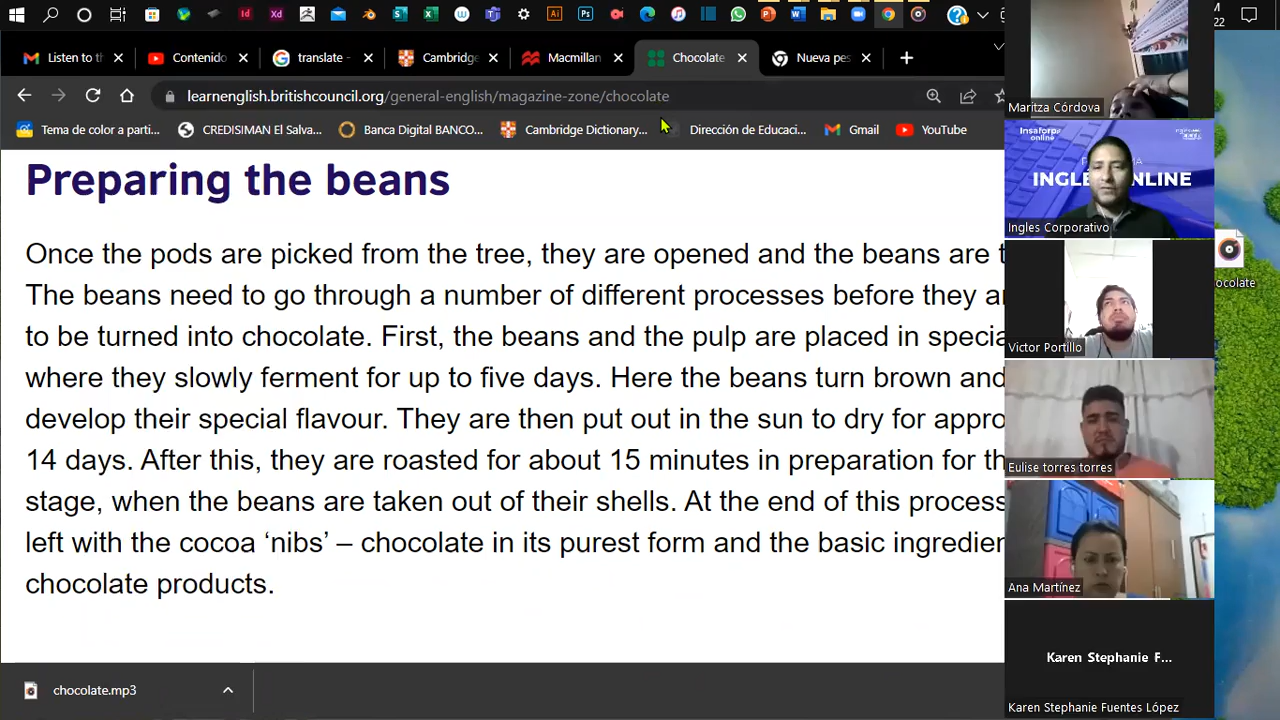 Listen to th
Contenido
translate -
Cambridge
Macmillan
Chocolate
Nueva pes
M
22
learnenglish.britishcouncil.org/general-english/magazine-zone/chocolate
Tema de color a parti...
CREDISIMAN El Salva...
Banca Digital BANCO...
Cambridge Dictionary...
Dirección de Educaci...
Gmail
YouTube
Preparing the beans
Once the pods are picked from the tree, they are opened and the beans are t
The beans need to go through a number of different processes before they ar
to be turned into chocolate. First, the beans and the pulp are placed in specia
where they slowly ferment for up to five days. Here the beans turn brown and
develop their special flavour. They are then put out in the sun to dry for appro
14 days. After this, they are roasted for about 15 minutes in preparation for th
stage, when the beans are taken out of their shells. At the end of this process
left with the cocoa ‘nibs’ – chocolate in its purest form and the basic ingredien
chocolate products.
chocolate.mp3
Maritza Córdova
Insaforp
online
INGLE ONLINE
Ingles Corporativo
Victor Portillo
Eulise torres torres
Ana Martínez
Karen Stephanie F...
Karen Stephanie Fuentes López
ocolate